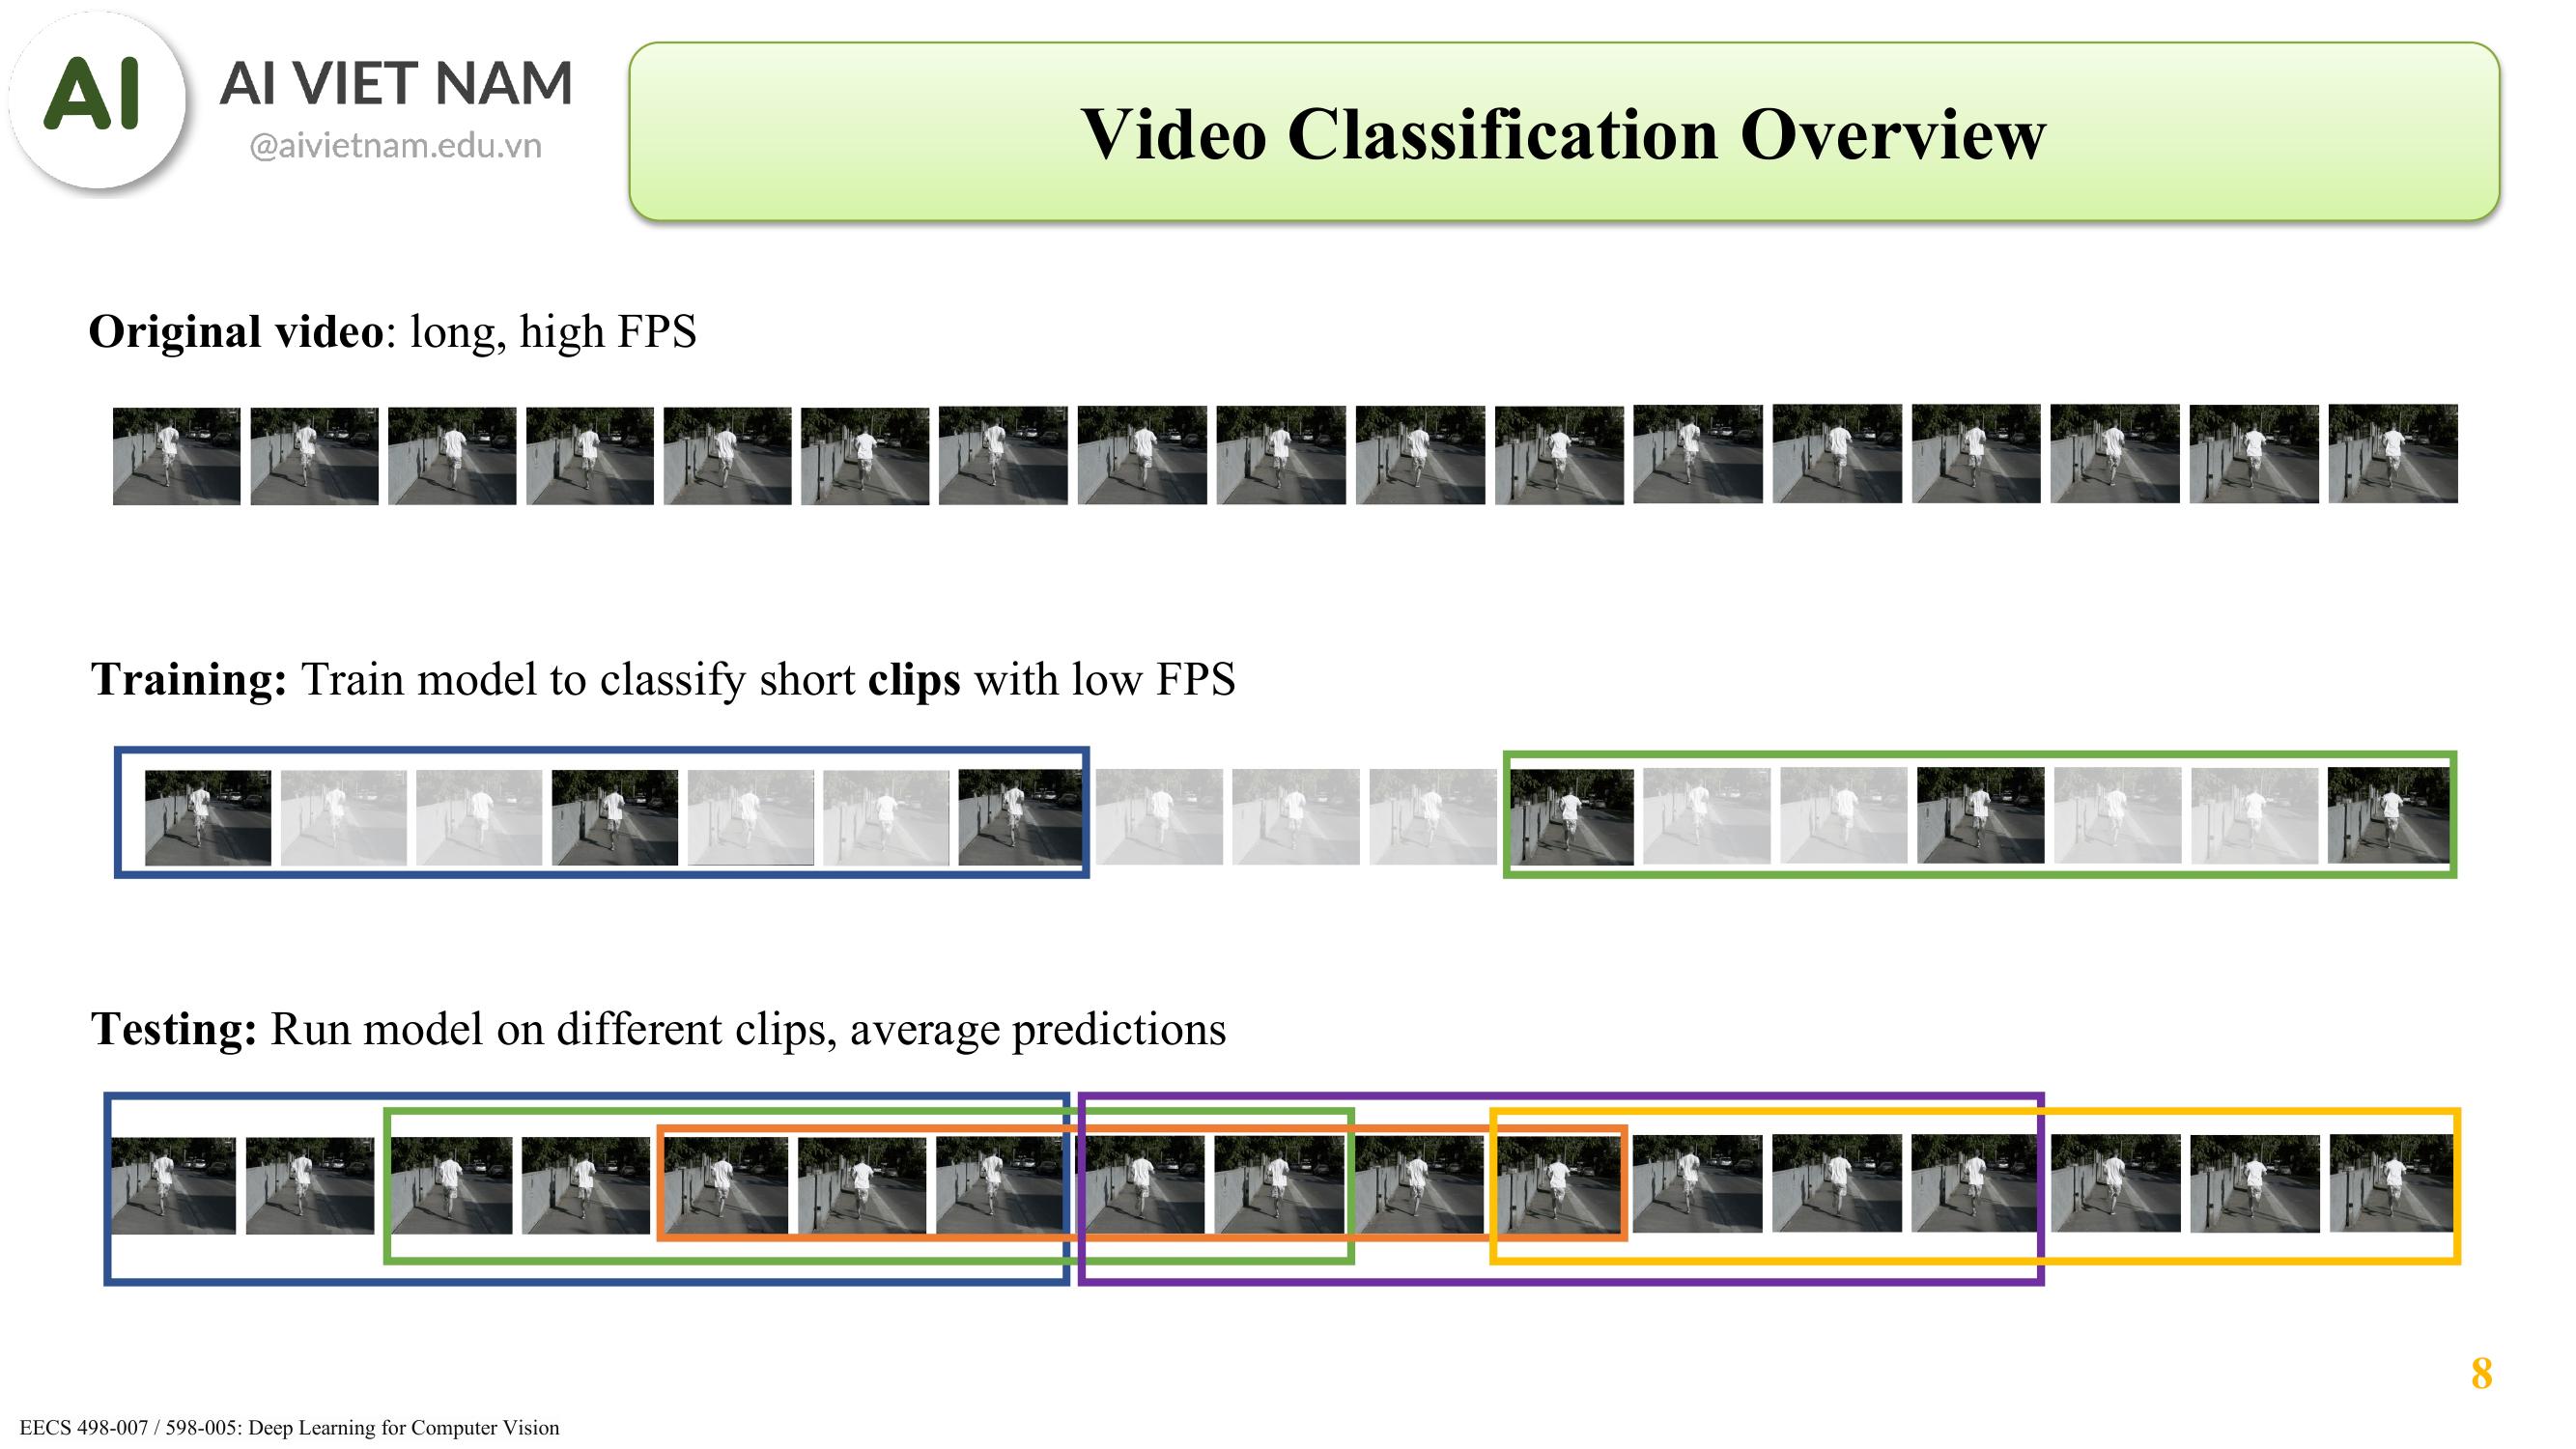 AI
AI VIET NAM
@aivietnam.edu.vn
Video Classification Overview
Original video: long, high FPS
Training: Train model to classify short clips with low FPS
Testing: Run model on different clips, average predictions
8
EECS 498-007 / 598-005: Deep Learning for Computer Vision